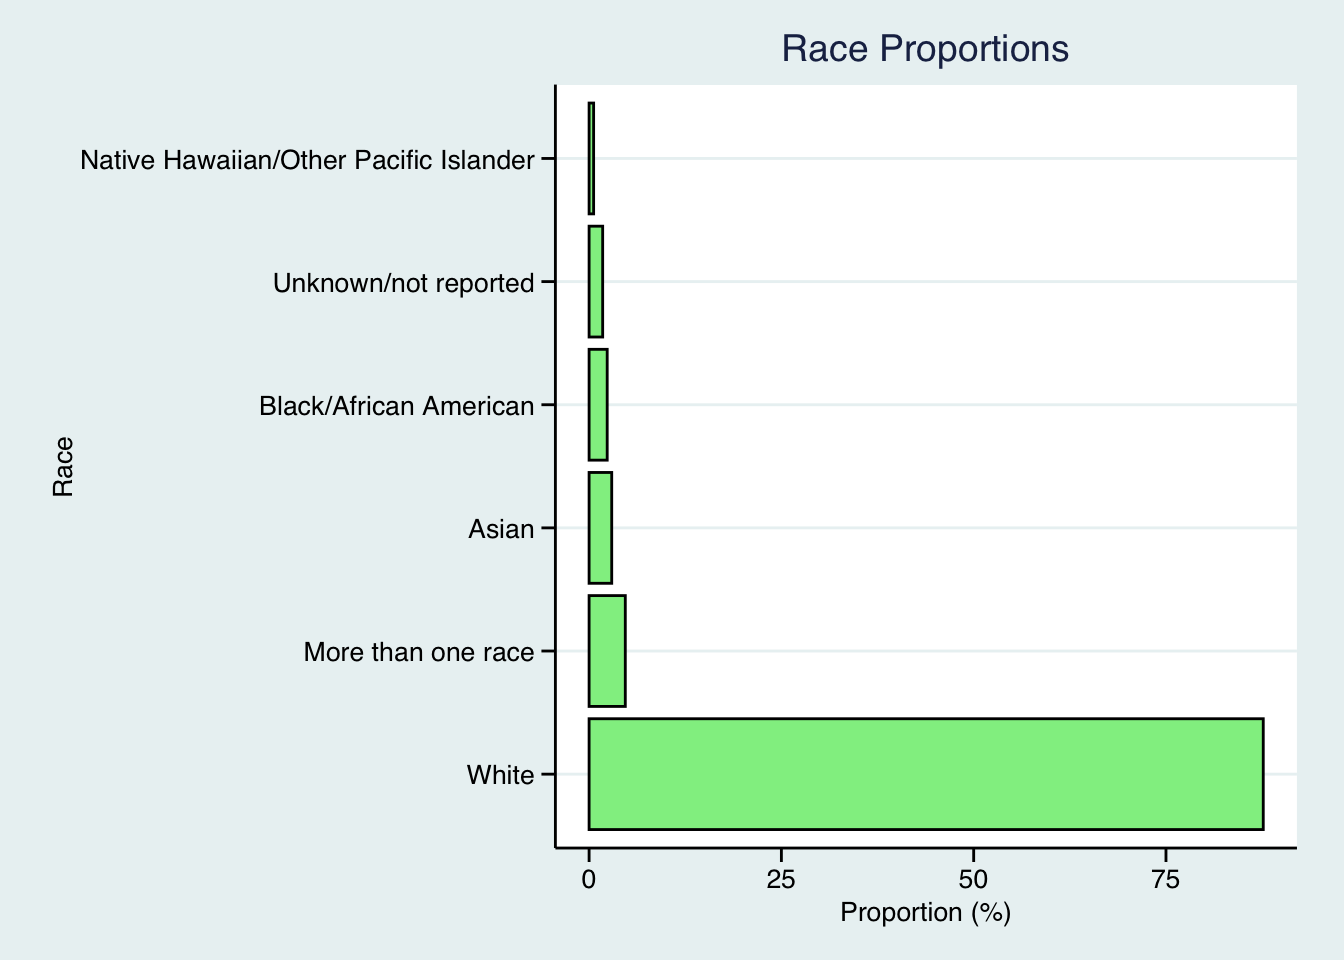 Race Proportions
Native Hawaiian/Other Pacific Islander
Unknown/not reported
Black/African American
Race
Asian
More than one race
White
0 25 50 75
Proportion (%)